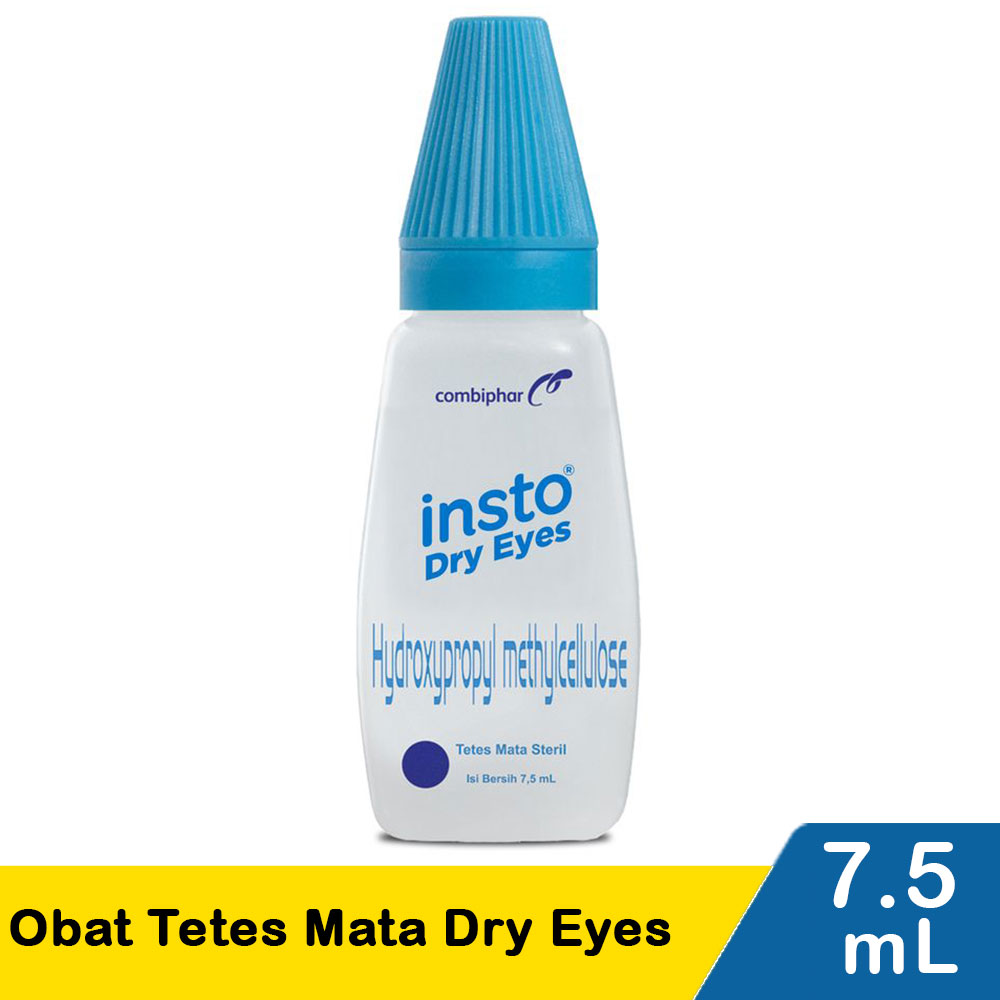 combiphar
insto®
Dry Eyes
Hydroxypropyl methylcellulose
Tetes Mata Steril
Isi Bersih 7,5 mL
Obat Tetes Mata Dry Eyes
7.5
mL